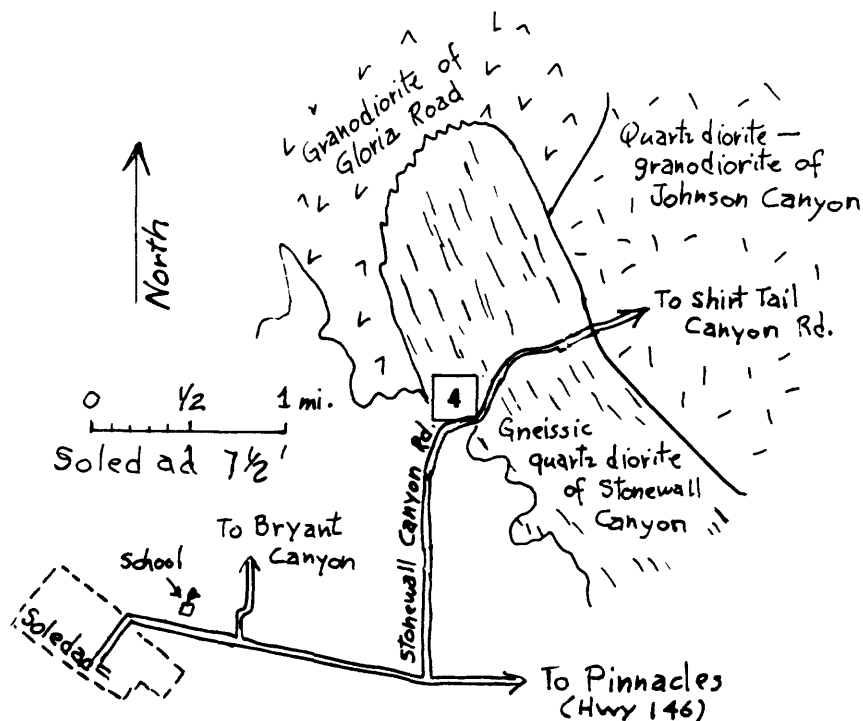 Granodiorite of
Gloria Road
Quartz diorite —
granodiorite of
Johnson Canyon
North
To Shirt Tail
Canyon Rd.
0 1/2 1 mi.
Soledad 7 1/2'
4
Stonewall Canyon Rd.
Gneissic
quartz diorite
of Stonewall
Canyon
To Bryant
Canyon
School
Soledad
To Pinnacles
(Hwy 146)